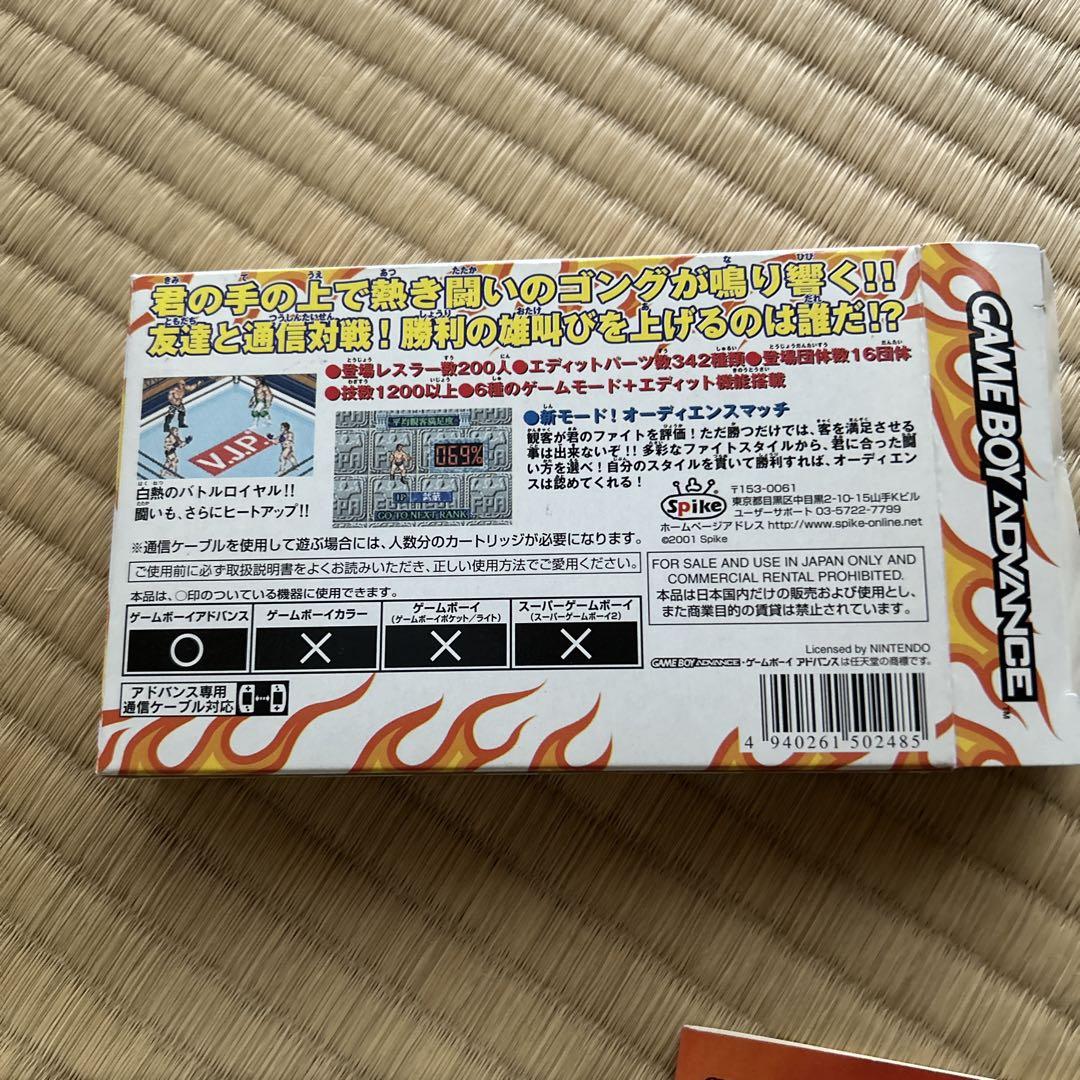 君の手の上で熱き闘いのゴングが鳴り響く!!
友達と通信対戦!勝利の雄叫びを上げるのは誰だ!?
●登場レスラー数200人●エディットパーツ数342種類●登場団体数16団体
●技数1200以上●6種のゲームモード+エディット機能搭載
V.J.P.
白熱のバトルロイヤル!!
闘いも、さらにヒートアップ!!
平均観客満足度
069%
1P
GO TO NEXT RANK
●新モード!オーディエンスマッチ
観客が君のファイトを評価!ただ勝つだけでは、客を満足させる
事は出来ないぞ!!多彩なファイトスタイルから、君に合った闘
い方を選べ!自分のスタイルを貫いて勝利すれば、オーディエン
スは認めてくれる!
Spike
〒153-0061
東京都目黒区中目黒2-10-15山手Kビル
ユーザーサポート 03-5722-7799
ホームページアドレス http://www.spike-online.net
©2001 Spike
※通信ケーブルを使用して遊ぶ場合には、人数分のカートリッジが必要になります。
ご使用前に必ず取扱説明書をよくお読みいただき、正しい使用方法でご愛用ください。
本品は、○印のついている機器に使用できます。
ゲームボーイアドバンス
ゲームボーイカラー
ゲームボーイ
(ゲームボーイポケット/ライト)
スーパーゲームボーイ
(スーパーゲームボーイ2)
○ × × ×
アドバンス専用
通信ケーブル対応
FOR SALE AND USE IN JAPAN ONLY AND
COMMERCIAL RENTAL PROHIBITED.
本品は日本国内だけの販売および使用とし、
また商業目的の賃貸は禁止されています。
Licensed by NINTENDO
GAME BOY ADVANCE・ゲームボーイ アドバンスは任天堂の商標です。
4 940261 502485
GAME BOY ADVANCE™